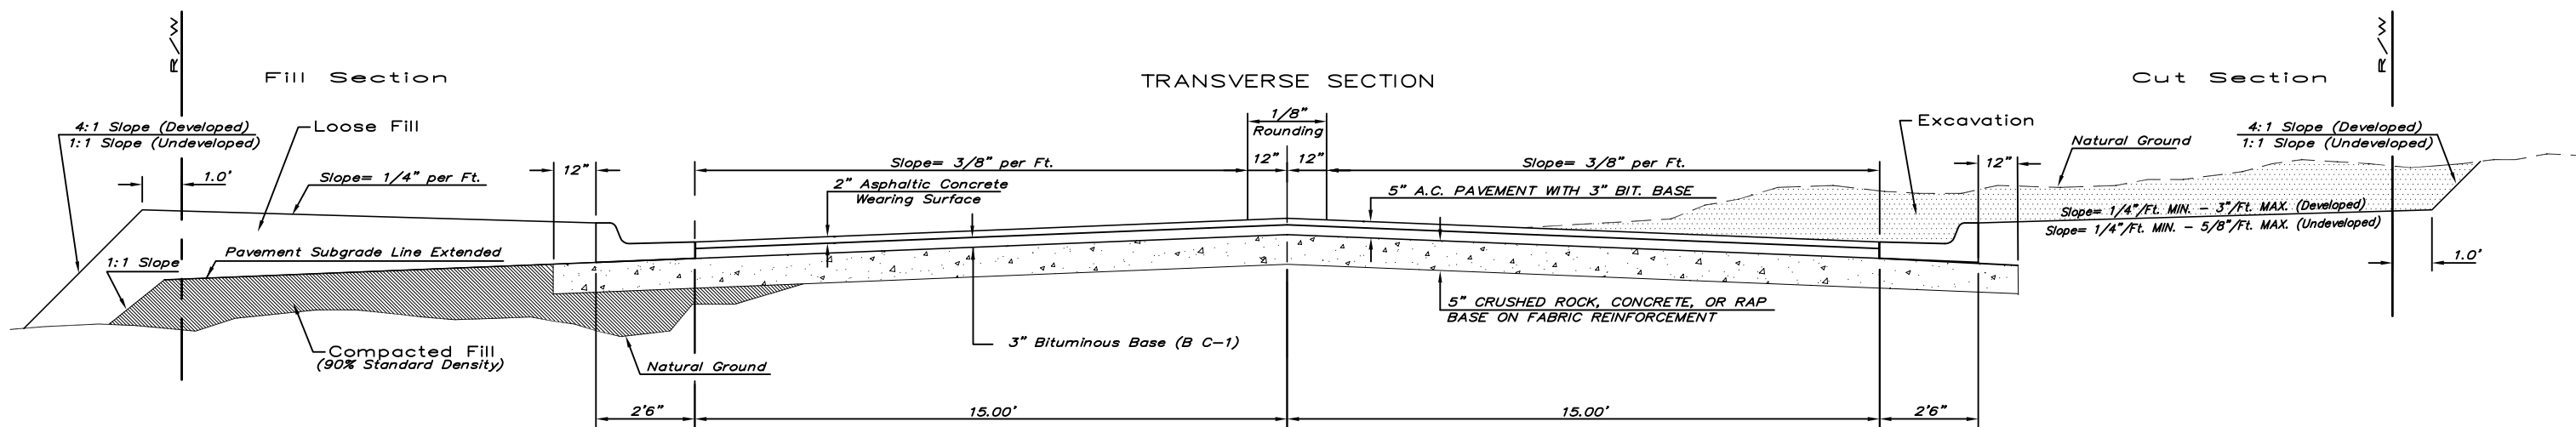 R/W
R/W
Fill Section
TRANSVERSE SECTION
Cut Section
4:1 Slope (Developed)
1:1 Slope (Undeveloped)
Loose Fill
1/8"
Rounding
Excavation
Natural Ground
4:1 Slope (Developed)
1:1 Slope (Undeveloped)
1.0'
Slope= 1/4" per Ft.
12"
Slope= 3/8" per Ft.
12"
12"
Slope= 3/8" per Ft.
12"
2" Asphaltic Concrete
Wearing Surface
5" A.C. PAVEMENT WITH 3" BIT. BASE
Slope= 1/4"/Ft. MIN. - 3"/Ft. MAX. (Developed)
Slope= 1/4"/Ft. MIN. - 5/8"/Ft. MAX. (Undeveloped)
1:1 Slope
Pavement Subgrade Line Extended
1.0'
5" CRUSHED ROCK, CONCRETE, OR RAP
BASE ON FABRIC REINFORCEMENT
3" Bituminous Base (B C-1)
Compacted Fill
(90% Standard Density)
Natural Ground
2'6"
15.00'
15.00'
2'6"